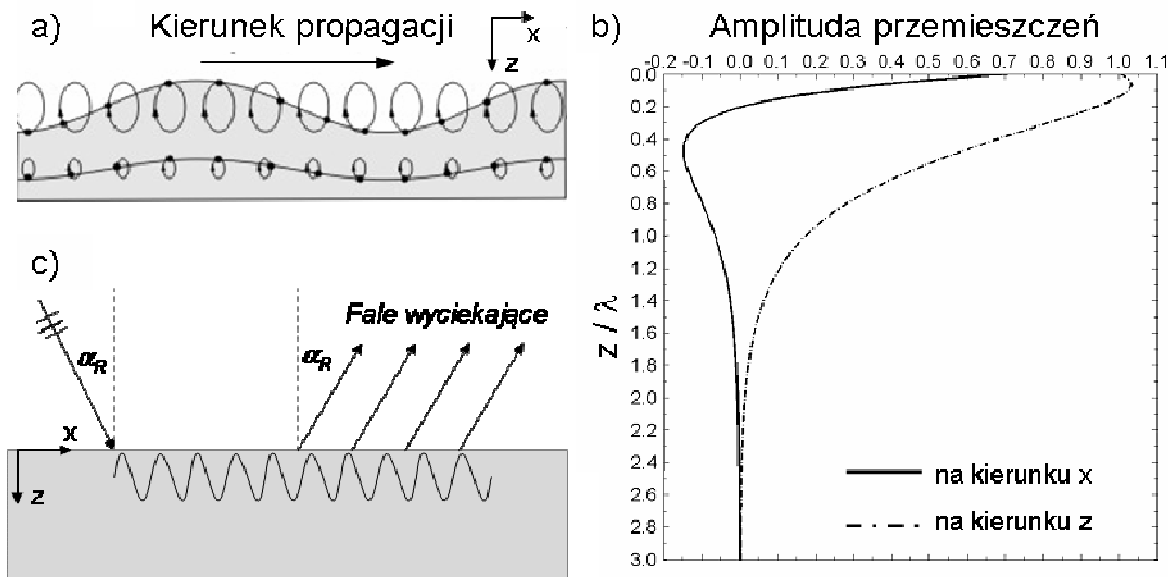 a) Kierunek propagacji
x
z
b) Amplituda przemieszczeń
-0.2 -0.1 0.0 0.1 0.2 0.3 0.4 0.5 0.6 0.7 0.8 0.9 1.0 1.1
0.0
0.2
0.4
0.6
0.8
1.0
1.2
1.4
1.6
1.8
2.0
2.2
2.4
2.6
2.8
3.0
z / λ
na kierunku x
na kierunku z
c)
Fale wyciekające
α_R
α_R
x
z